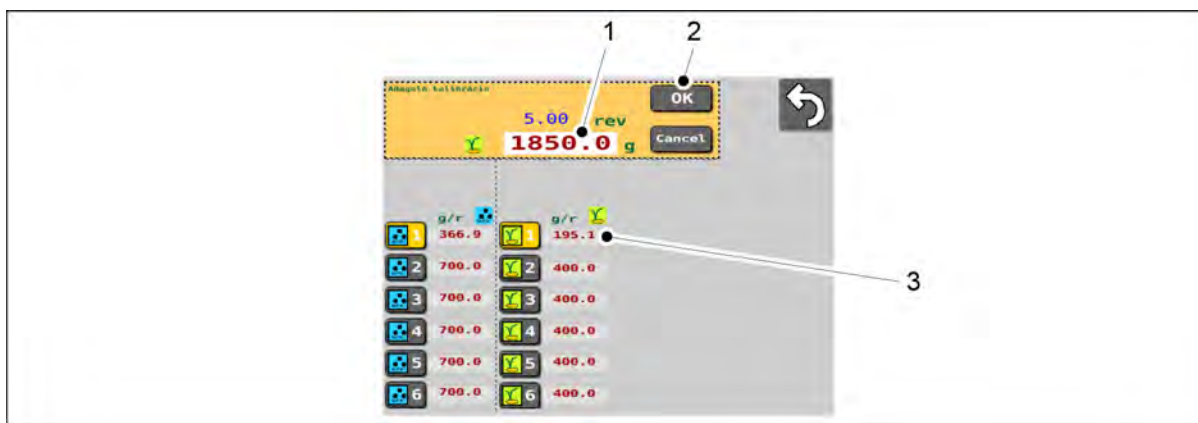 1 2
Adagoló kalibráció
OK
5.00 rev
1850.0 g
Cancel
g/r g/r
1 366.9 1 195.1
3
2 700.0 2 400.0
3 700.0 3 400.0
4 700.0 4 400.0
5 700.0 5 400.0
6 700.0 6 400.0